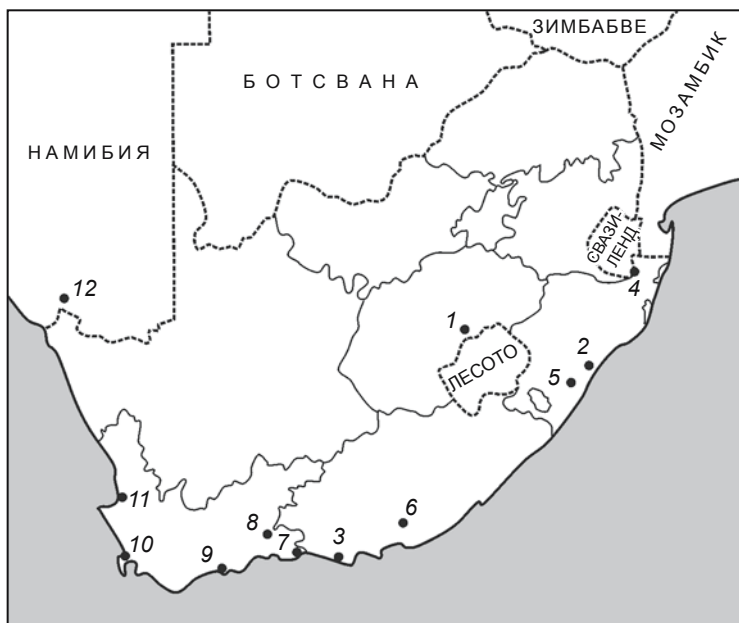 ЗИМБАБВЕ
БОТСВАНА
МОЗАМБИК
НАМИБИЯ
СВАЗИ-
ЛЕНД
12
4
1
ЛЕСОТО
2
5
11
6
8
10
9
7
3